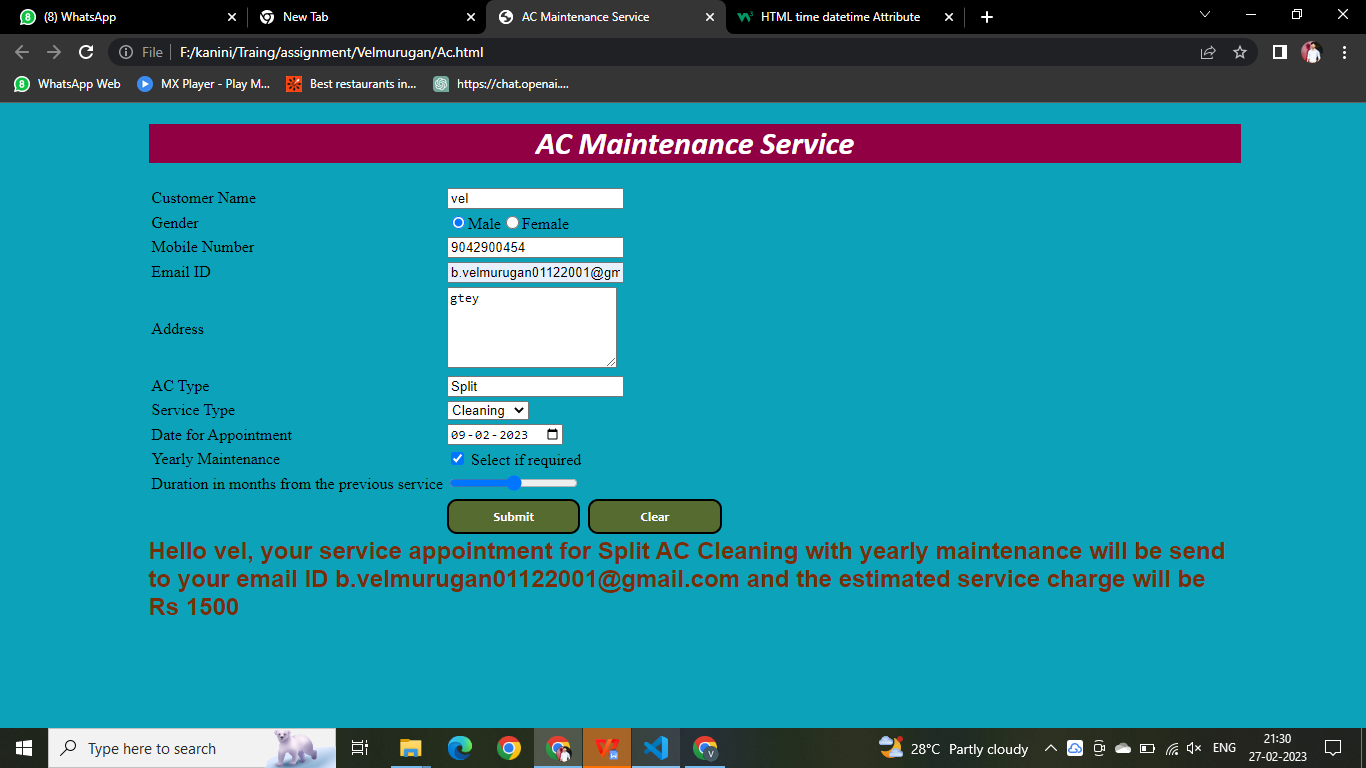 (8) WhatsApp
New Tab
AC Maintenance Service
HTML time datetime Attribute
File
F:/kanini/Traing/assignment/Velmurugan/Ac.html
8 WhatsApp Web
MX Player - Play M...
Best restaurants in...
https://chat.openai....
AC Maintenance Service
Customer Name vel
Gender Male Female
Mobile Number 9042900454
Email ID b.velmurugan01122001@gm
Address gtey
AC Type Split
Service Type Cleaning
Date for Appointment 09-02-2023
Yearly Maintenance Select if required
Duration in months from the previous service
Submit Clear
Hello vel, your service appointment for Split AC Cleaning with yearly maintenance will be send
to your email ID b.velmurugan01122001@gmail.com and the estimated service charge will be
Rs 1500
Type here to search
28°C Partly cloudy
ENG
21:30
27-02-2023